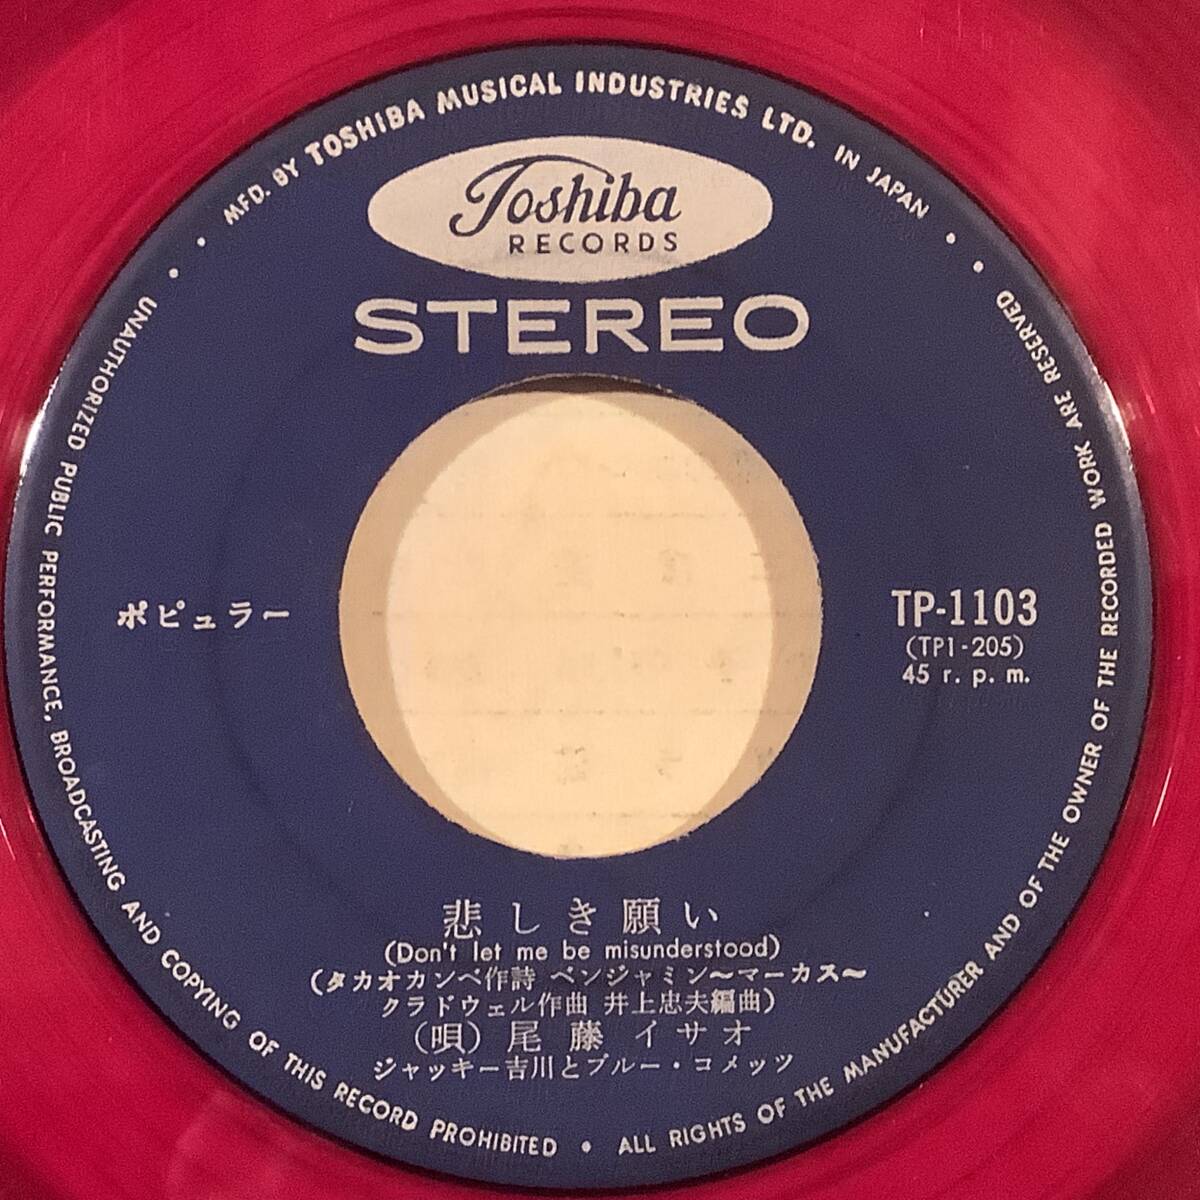 MFD. BY TOSHIBA MUSICAL INDUSTRIES LTD. IN JAPAN
Toshiba
RECORDS
STEREO
ポピュラー
TP-1103
(TP1-205)
45 r. p. m.
悲しき願い
(Don't let me be misunderstood)
(タカオカンベ作詩 ベンジャミン〜マーカス〜
クラドウェル作曲 井上忠夫編曲)
(唄) 尾藤イサオ
ジャッキー吉川とブルー・コメッツ
UNAUTHORIZED PUBLIC PERFORMANCE, BROADCASTING AND COPYING OF THIS RECORD PROHIBITED • ALL RIGHTS OF THE MANUFACTURER AND OF THE OWNER OF THE RECORDED WORK ARE RESERVED